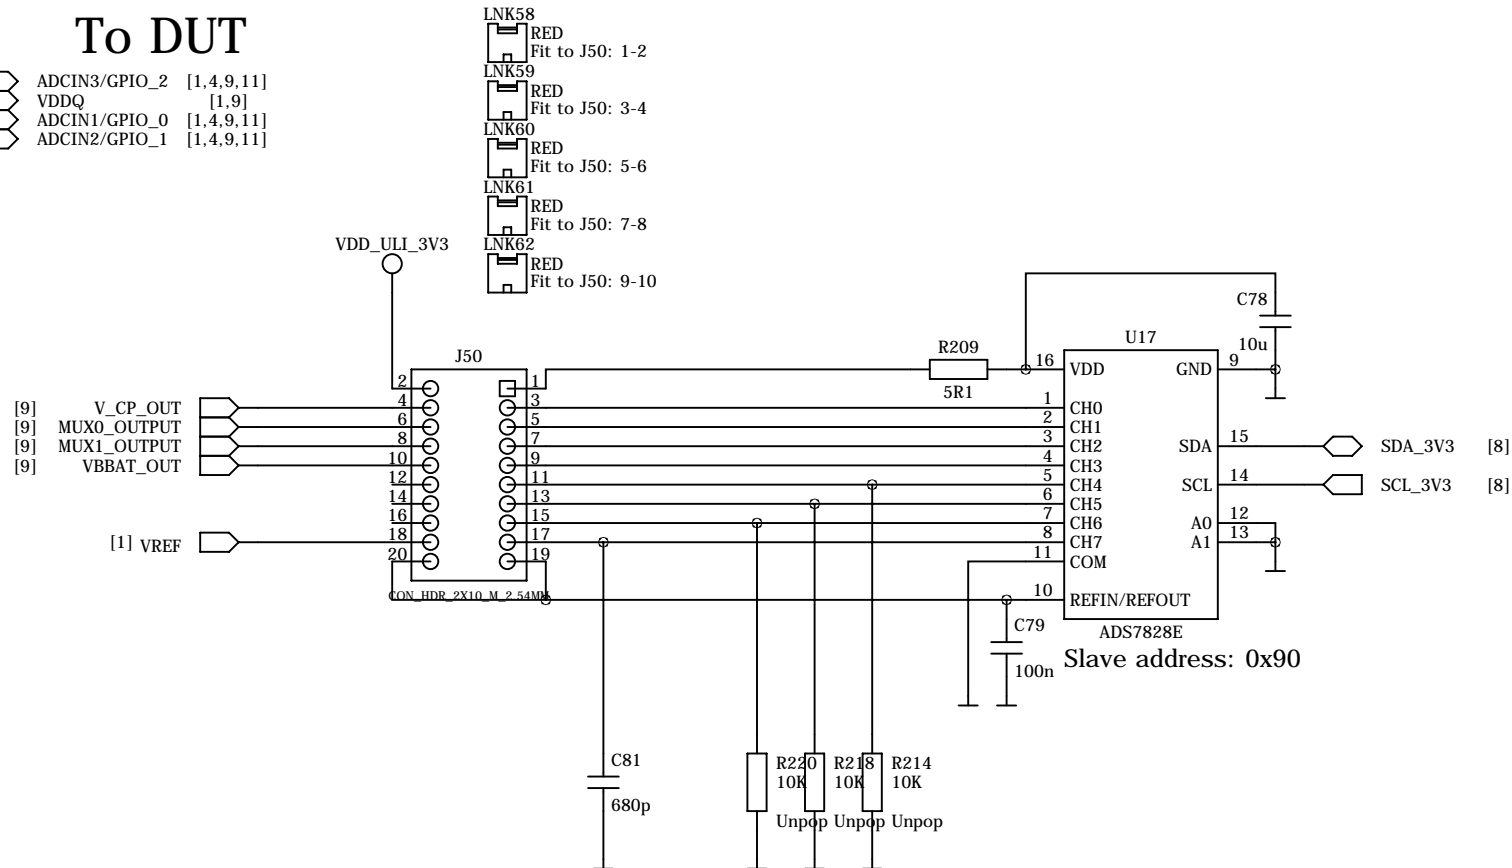 To DUT
ADCIN3/GPIO_2 [1,4,9,11]
VDDQ [1,9]
ADCIN1/GPIO_0 [1,4,9,11]
ADCIN2/GPIO_1 [1,4,9,11]
LNK58
RED
Fit to J50: 1-2
LNK59
RED
Fit to J50: 3-4
LNK60
RED
Fit to J50: 5-6
LNK61
RED
Fit to J50: 7-8
LNK62
RED
Fit to J50: 9-10
VDD_ULI_3V3
J50
2 1
4 3
6 5
8 7
10 9
12 11
14 13
16 15
18 17
20 19
CON_HDR_2X10_M_2.54MM
[9] V_CP_OUT
[9] MUX0_OUTPUT
[9] MUX1_OUTPUT
[9] VBBAT_OUT
[1] VREF
R209
5R1
C78
10u
U17
16 VDD GND 9
1 CH0
2 CH1
3 CH2 SDA 15
4 CH3
5 CH4 SCL 14
6 CH5
7 CH6 A0 12
8 CH7 A1 13
11 COM
10 REFIN/REFOUT
ADS7828E
Slave address: 0x90
SDA_3V3 [8]
SCL_3V3 [8]
C79
100n
C81
680p
R220 R218 R214
10K 10K 10K
Unpop Unpop Unpop